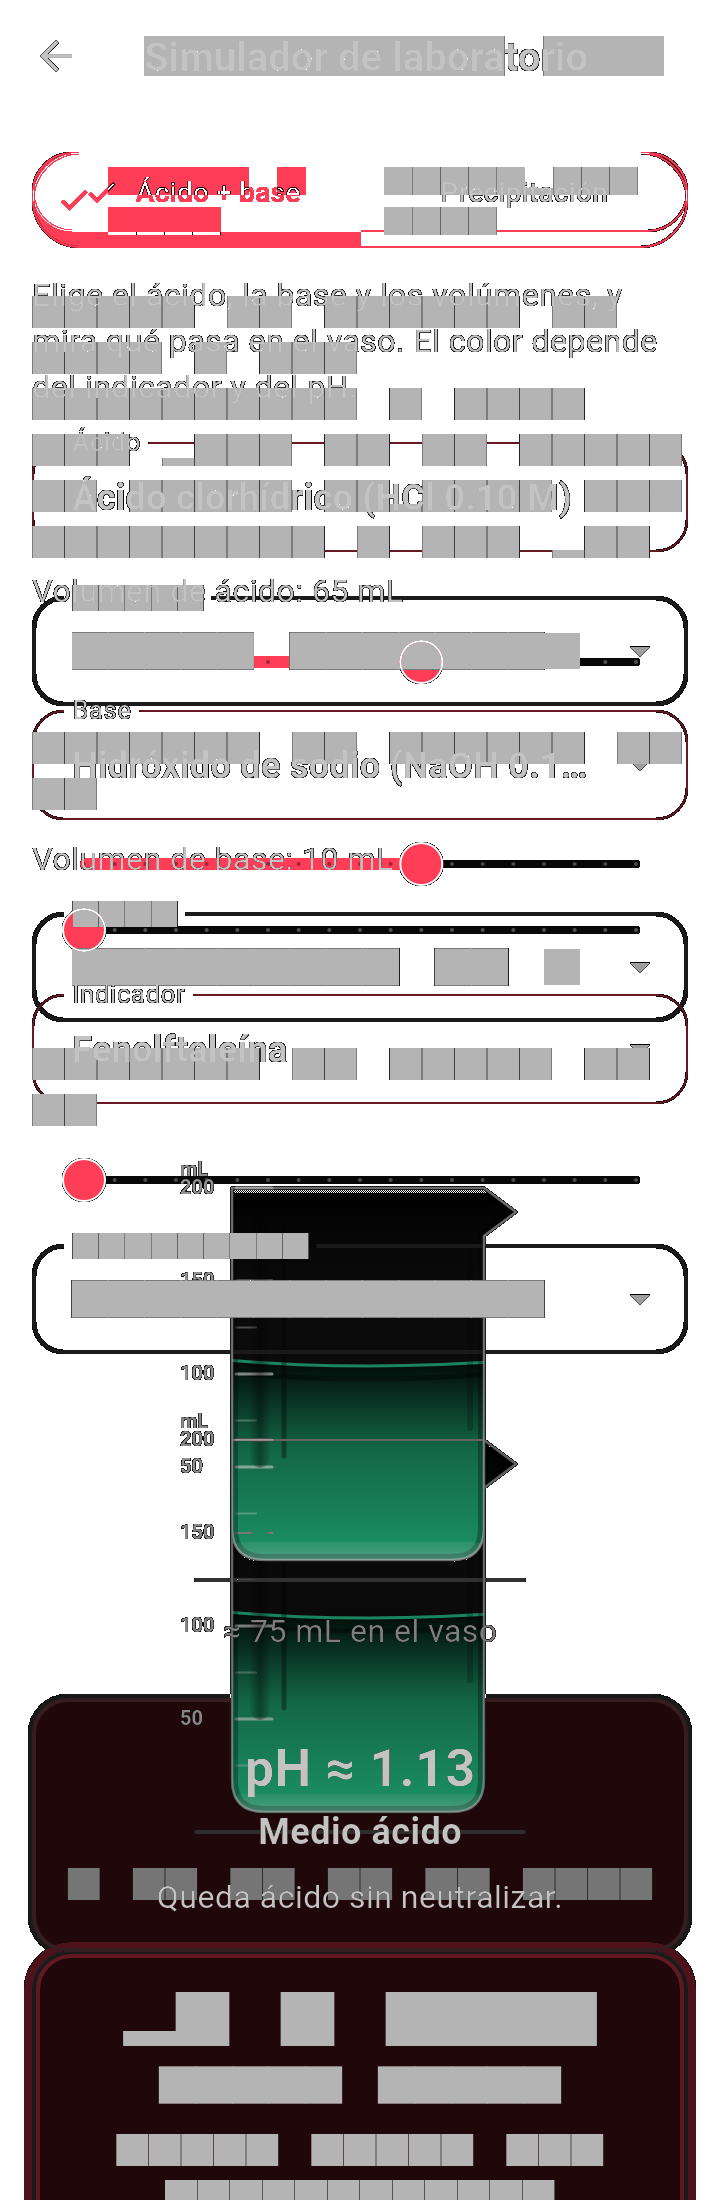 Simulador de laboratorio
Ácido + base
Precipitación
Elige el ácido, la base y los volúmenes, y
mira qué pasa en el vaso. El color depende
del indicador y del pH.
Ácido
Ácido clorhídrico (HCl 0.10 M)
Volumen de ácido: 65 mL
Base
Hidróxido de sodio (NaOH 0.1…
Volumen de base: 10 mL
Indicador
Fenolftaleína
mL
200
150
100
mL
200
50
150
100
≈ 75 mL en el vaso
50
pH ≈ 1.13
Medio ácido
Queda ácido sin neutralizar.